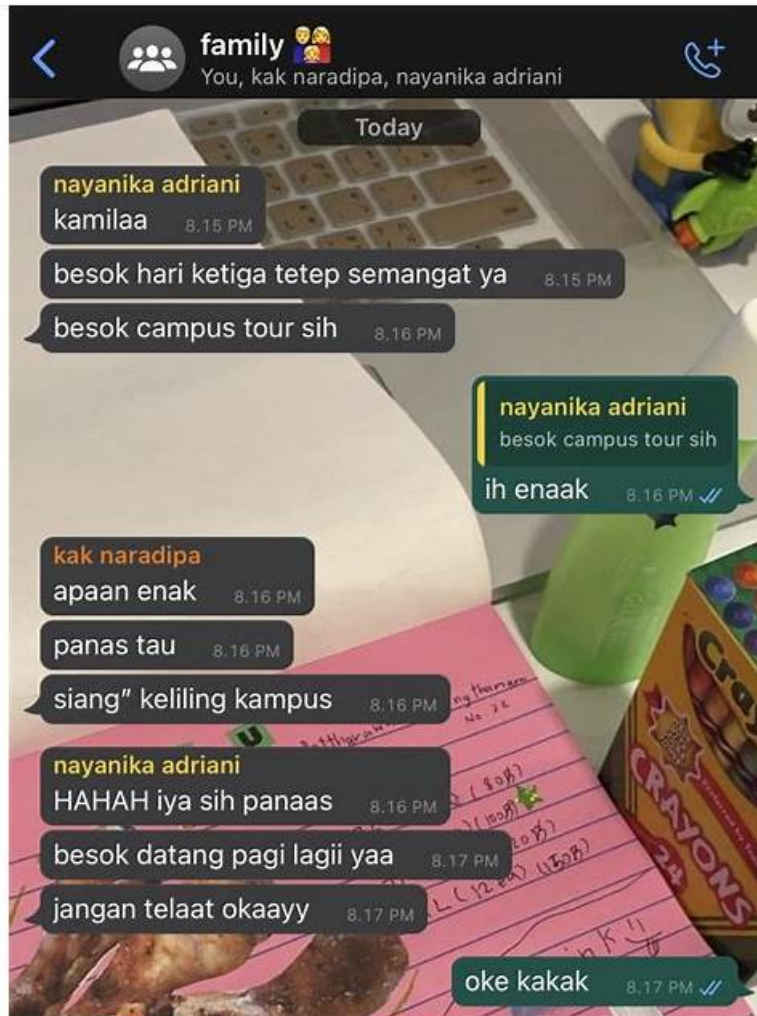 family
You, kak naradipa, nayanika adriani
Today
nayanika adriani
kamilaa 8.15 PM
besok hari ketiga tetep semangat ya 8.15 PM
besok campus tour sih 8.16 PM
nayanika adriani
besok campus tour sih
ih enaak 8.16 PM
kak naradipa
apaan enak 8.16 PM
panas tau 8.16 PM
siang” keliling kampus 8.16 PM
nayanika adriani
HAHAH iya sih panaas 8.16 PM
besok datang pagi lagii yaa 8.17 PM
jangan telaat okaayy 8.17 PM
oke kakak 8.17 PM
No. 72
U
CRAYONS
24